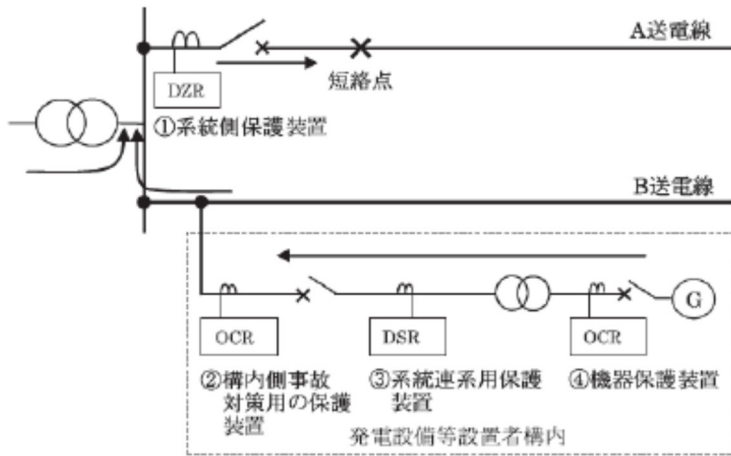 A送電線
短絡点
DZR
①系統側保護装置
B送電線
G
OCR
DSR
OCR
②構内側事故
対策用の保護
装置
③系統連系用保護
装置
④機器保護装置
発電設備等設置者構内